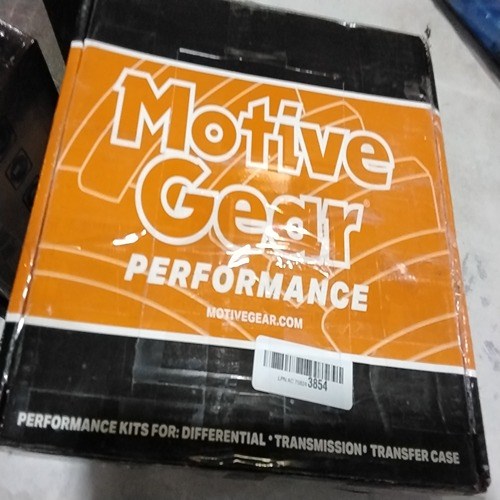 Motive
Gear
PERFORMANCE
MOTIVEGEAR.COM
3854
PERFORMANCE KITS FOR: DIFFERENTIAL • TRANSMISSION • TRANSFER CASE